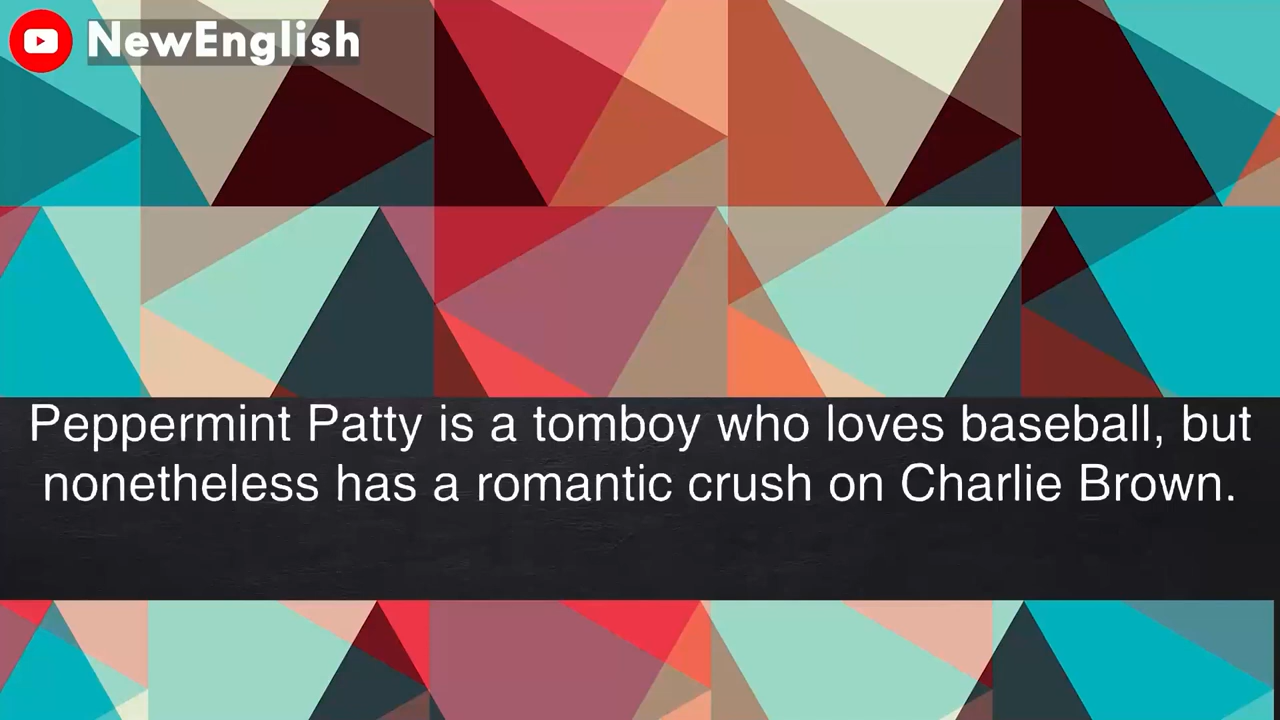 NewEnglish
Peppermint Patty is a tomboy who loves baseball, but
nonetheless has a romantic crush on Charlie Brown.